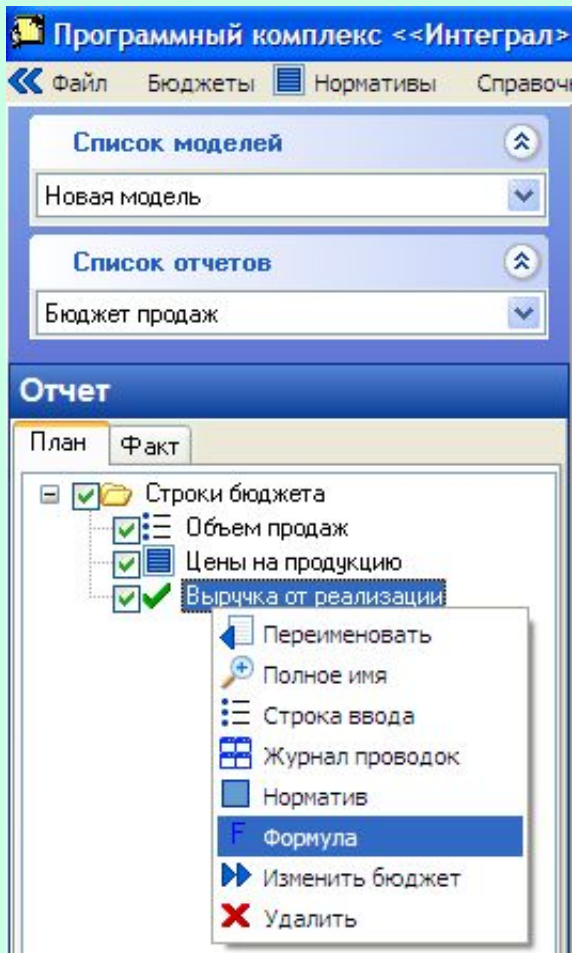 Программный комплекс <<Интеграл>
Файл Бюджеты Нормативы Справочн
Список моделей
Новая модель
Список отчетов
Бюджет продаж
Отчет
План Факт
Строки бюджета
Объем продаж
Цены на продукцию
Выручка от реализации
Переименовать
Полное имя
Строка ввода
Журнал проводок
Норматив
F Формула
Изменить бюджет
Удалить